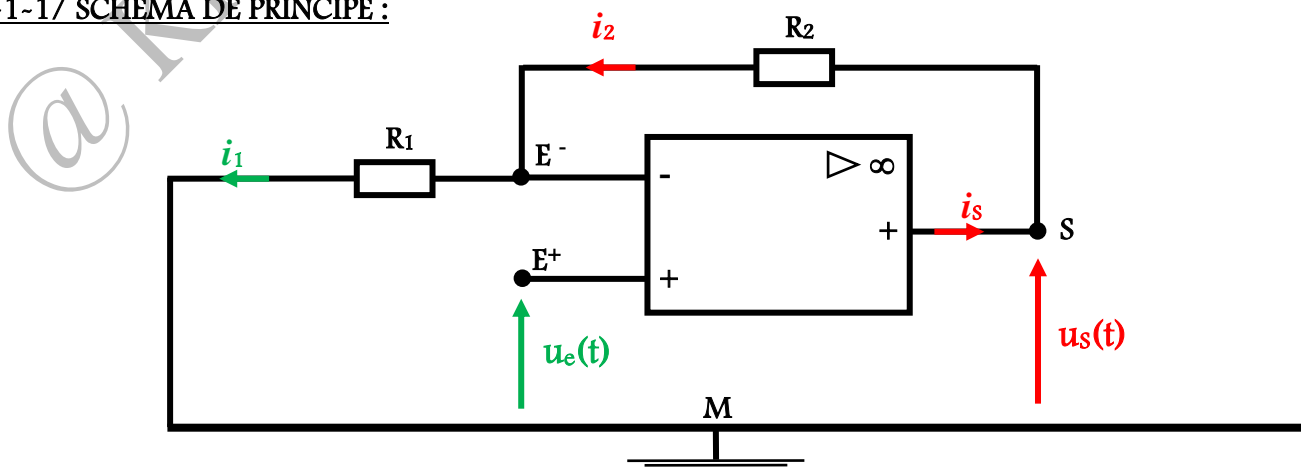 1~1/ SCHEMA DE PRINCIPE :
@
i2
R2
R1
i1
E -
▷ ∞
-
is
+
S
E+
+
ue(t)
us(t)
M